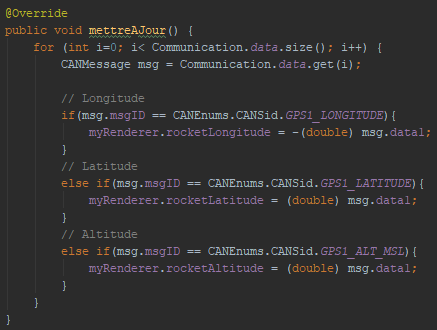 @Override
public void mettreAJour() {
    for (int i=0; i< Communication.data.size(); i++) {
        CANMessage msg = Communication.data.get(i);

        // Longitude
        if(msg.msgID == CANEnums.CANSid.GPS1_LONGITUDE){
            myRenderer.rocketLongitude = -(double) msg.data1;
        }
        // Latitude
        else if(msg.msgID == CANEnums.CANSid.GPS1_LATITUDE){
            myRenderer.rocketLatitude = (double) msg.data1;
        }
        // Altitude
        else if(msg.msgID == CANEnums.CANSid.GPS1_ALT_MSL){
            myRenderer.rocketAltitude = (double) msg.data1;
        }
    }
}